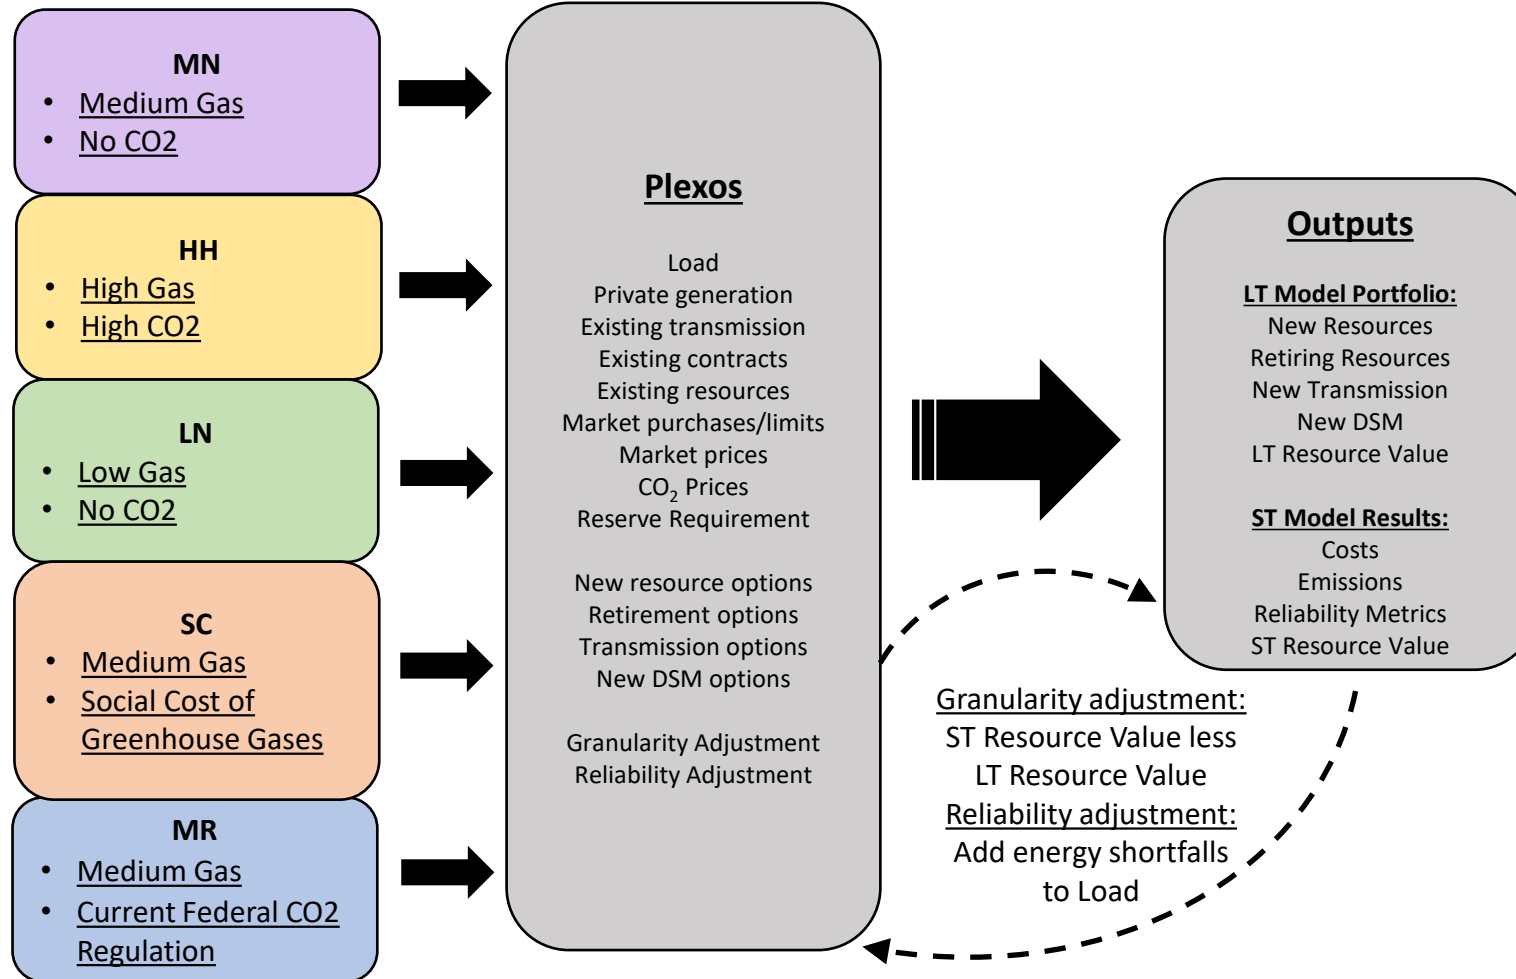 MN
• Medium Gas
• No CO2
HH
• High Gas
• High CO2
LN
• Low Gas
• No CO2
SC
• Medium Gas
• Social Cost of
Greenhouse Gases
MR
• Medium Gas
• Current Federal CO2
Regulation
Plexos
Load
Private generation
Existing transmission
Existing contracts
Existing resources
Market purchases/limits
Market prices
CO₂ Prices
Reserve Requirement
New resource options
Retirement options
Transmission options
New DSM options
Granularity Adjustment
Reliability Adjustment
Outputs
LT Model Portfolio:
New Resources
Retiring Resources
New Transmission
New DSM
LT Resource Value
ST Model Results:
Costs
Emissions
Reliability Metrics
ST Resource Value
Granularity adjustment:
ST Resource Value less
LT Resource Value
Reliability adjustment:
Add energy shortfalls
to Load